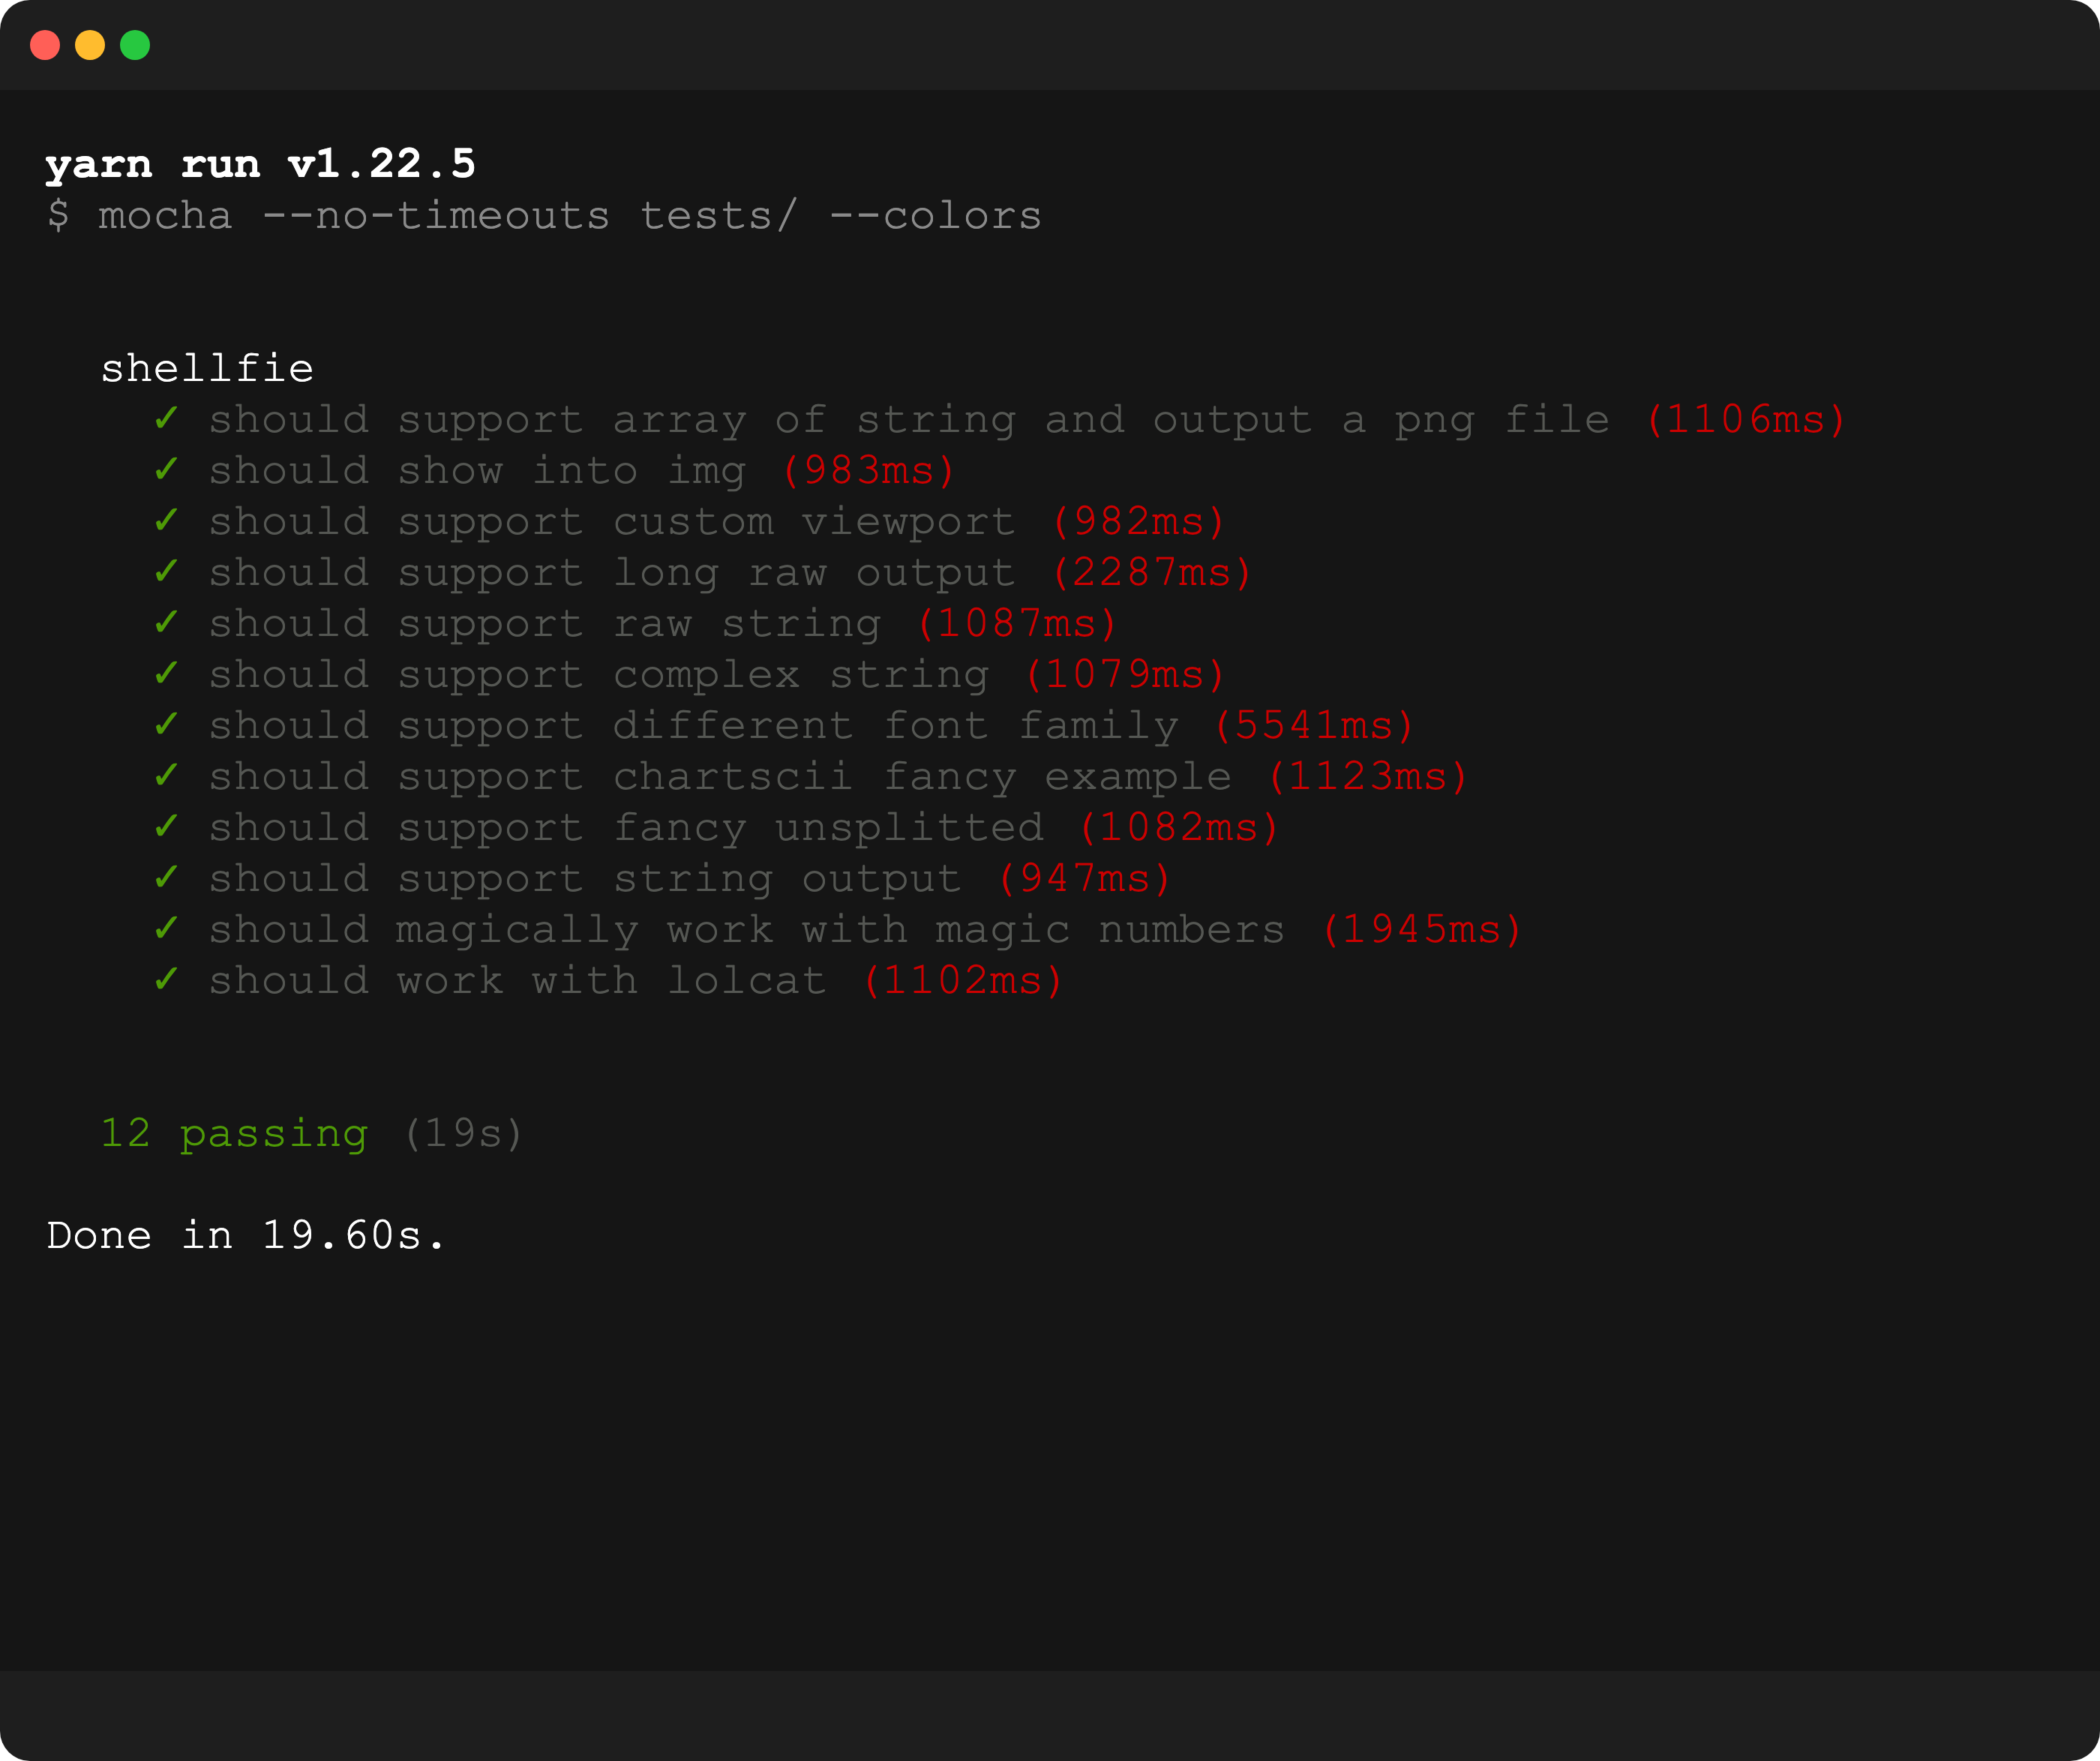 yarn run v1.22.5
$ mocha --no-timeouts tests/ --colors
shellfie
✓ should support array of string and output a png file (1106ms)
✓ should show into img (983ms)
✓ should support custom viewport (982ms)
✓ should support long raw output (2287ms)
✓ should support raw string (1087ms)
✓ should support complex string (1079ms)
✓ should support different font family (5541ms)
✓ should support chartscii fancy example (1123ms)
✓ should support fancy unsplitted (1082ms)
✓ should support string output (947ms)
✓ should magically work with magic numbers (1945ms)
✓ should work with lolcat (1102ms)
12 passing (19s)
Done in 19.60s.